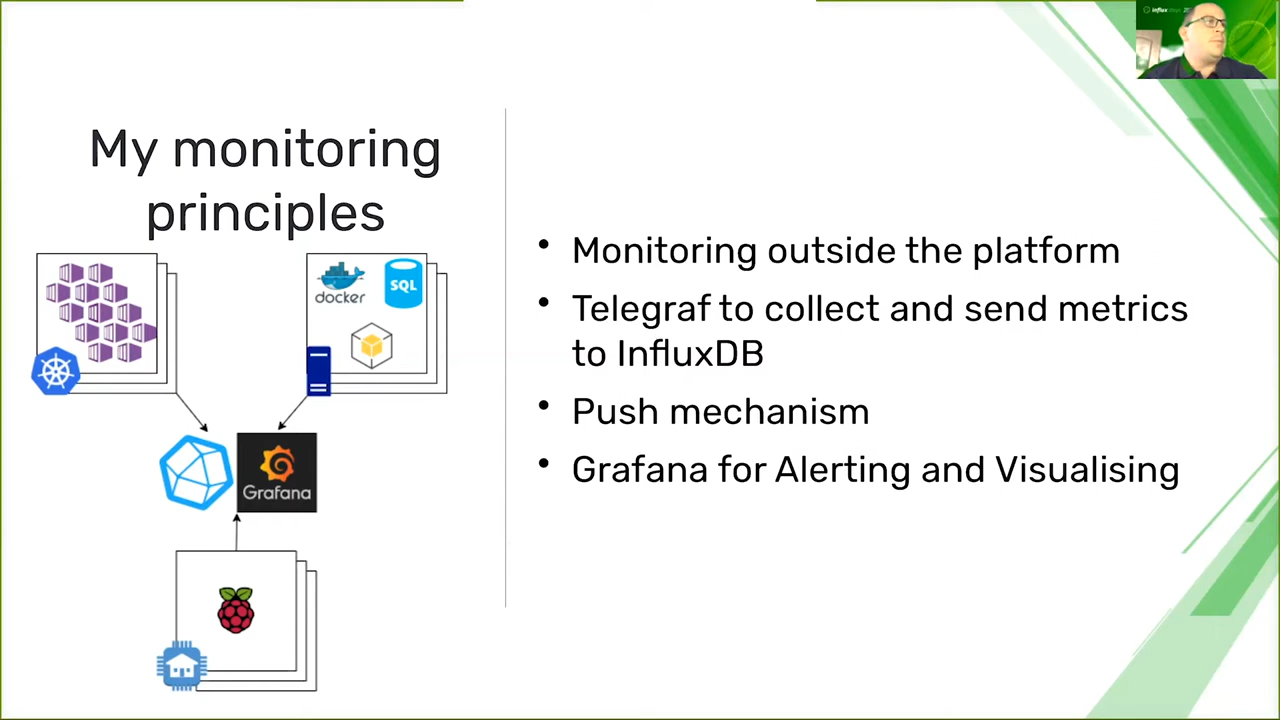 My monitoring
principles
docker
SQL
Grafana
• Monitoring outside the platform
• Telegraf to collect and send metrics
to InfluxDB
• Push mechanism
• Grafana for Alerting and Visualising
influx